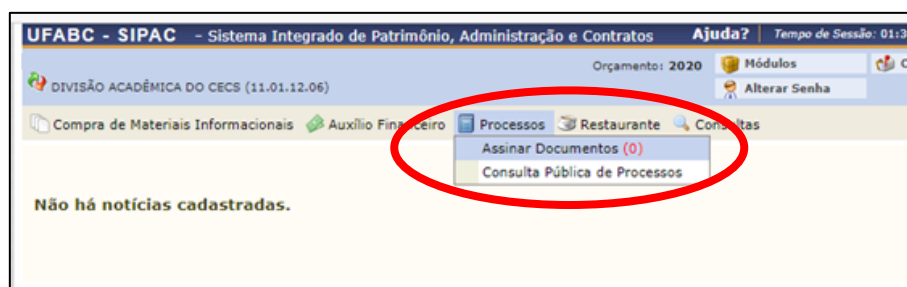 UFABC - SIPAC - Sistema Integrado de Patrimônio, Administração e Contratos Ajuda? Tempo de Sessão: 01:3
Orçamento: 2020 Módulos
DIVISÃO ACADÊMICA DO CECS (11.01.12.06)
Alterar Senha
Compra de Materiais Informacionais Auxílio Financeiro Processos Restaurante Consultas
Assinar Documentos (0)
Consulta Pública de Processos
Não há notícias cadastradas.